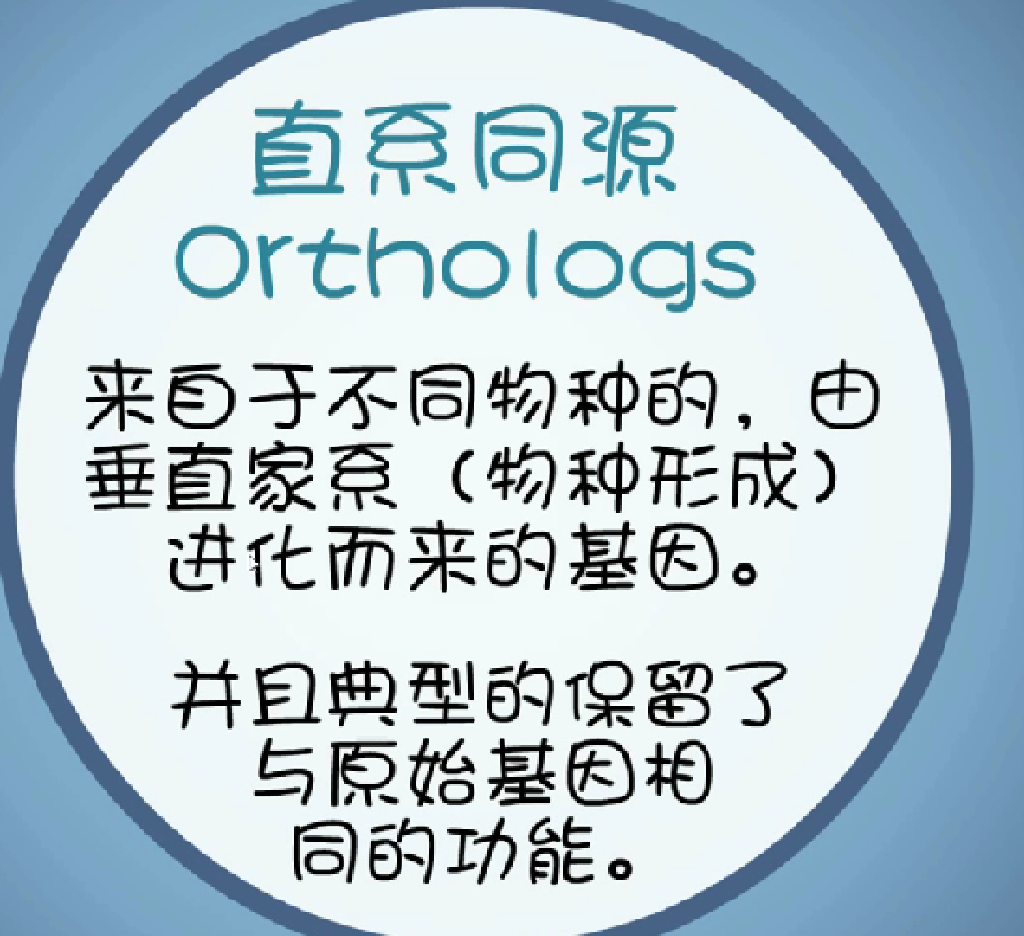 直系同源
Orthologs
来自于不同物种的，由
垂直家系（物种形成）
进化而来的基因。
并且典型的保留了
与原始基因相
同的功能。